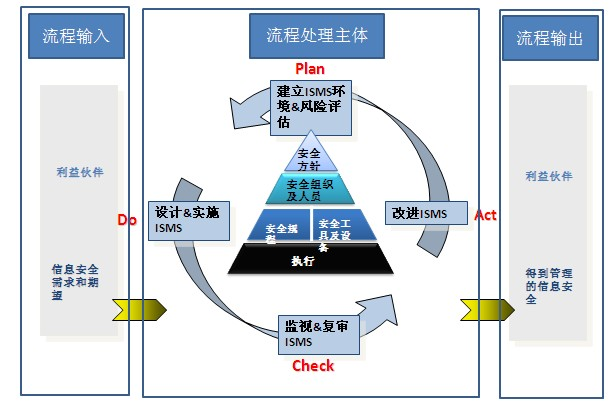 流程输入
流程处理主体
流程输出
Plan
建立ISMS环
境&风险评
估
利益伙伴
信息安全
需求和期
望
Do
设计&实施
ISMS
安全
方针
安全组织
及人员
安全规
程
安全工
具及设
备
执行
改进ISMS
Act
监视&复审
ISMS
Check
利益伙伴
得到管理
的信息安
全